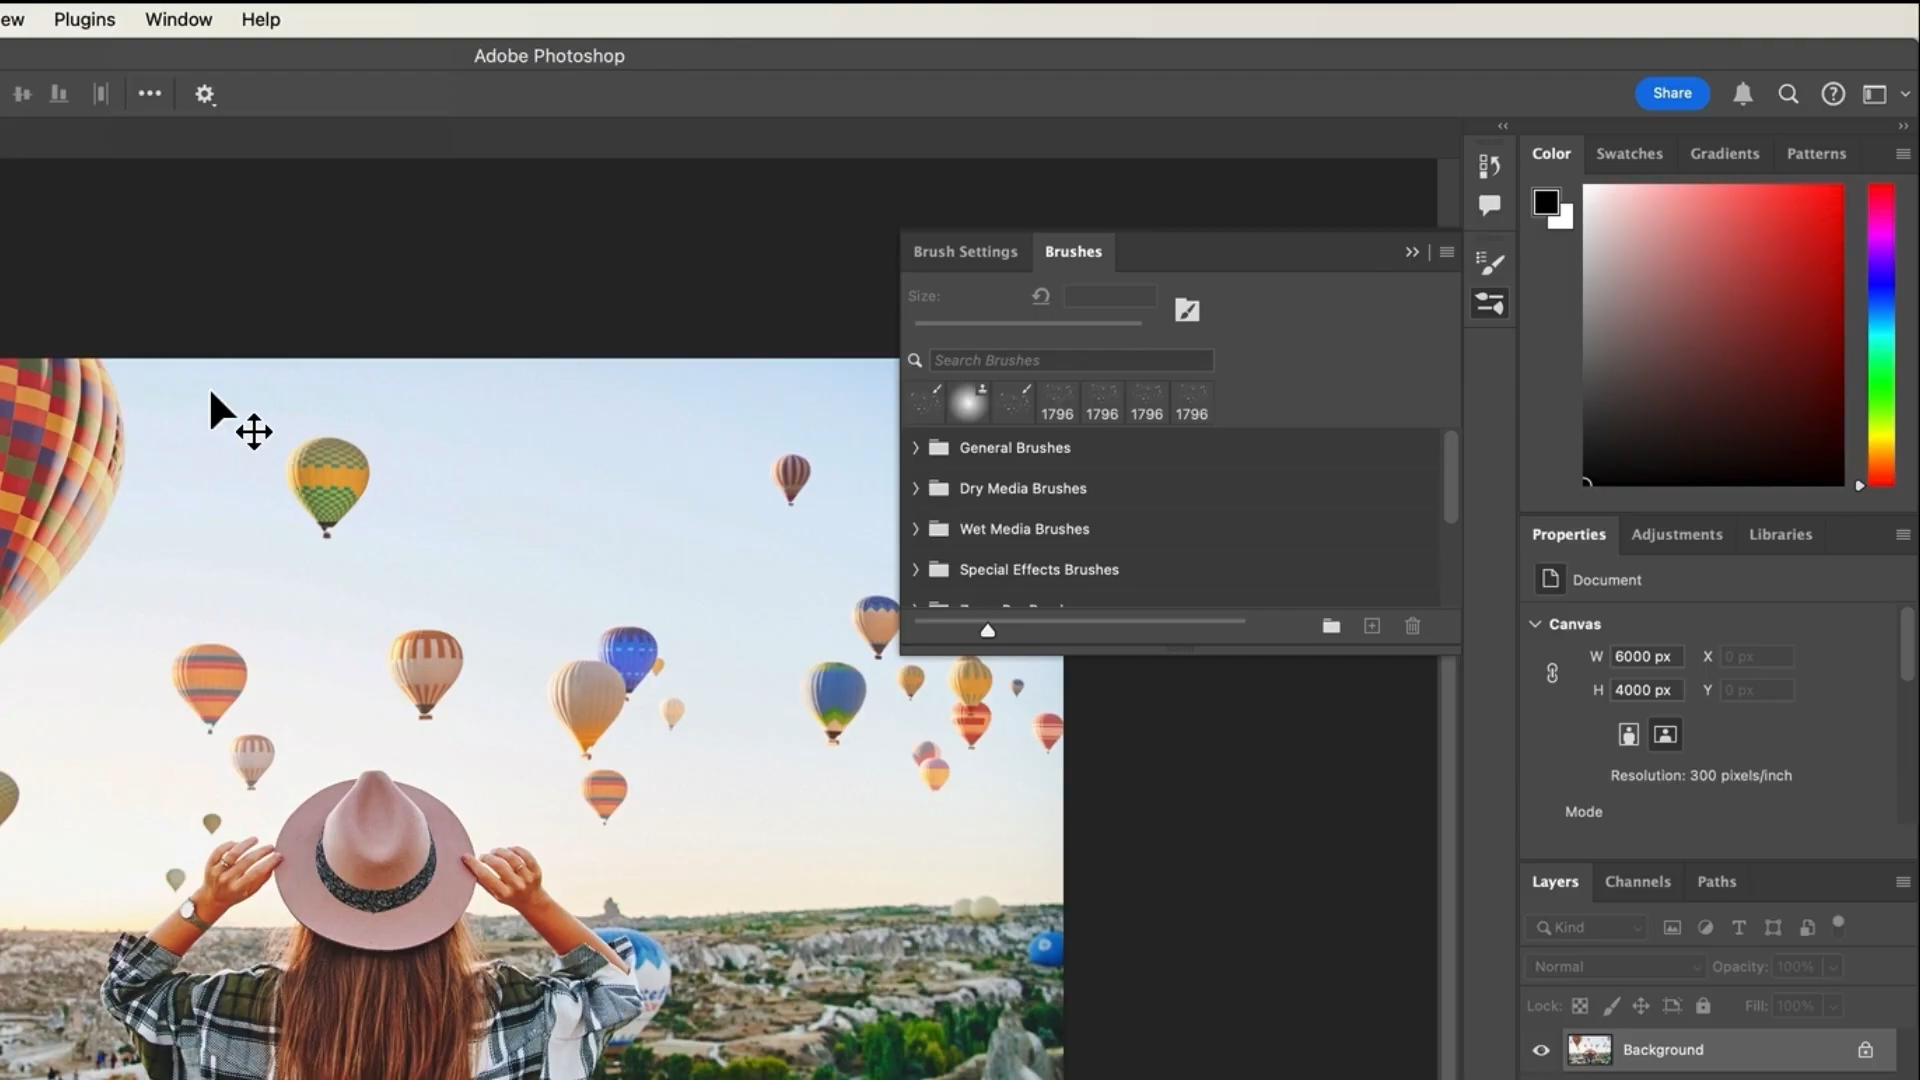 ew Plugins Window Help
Adobe Photoshop
Share
Color Swatches Gradients Patterns
Brush Settings Brushes
Size:
Search Brushes
1796 1796 1796 1796
General Brushes
Dry Media Brushes
Wet Media Brushes
Special Effects Brushes
Properties Adjustments Libraries
Document
Canvas
W 6000 px X 0 px
H 4000 px Y 0 px
Resolution: 300 pixels/inch
Mode
Layers Channels Paths
Kind
Normal Opacity: 100%
Lock: Fill: 100%
Background